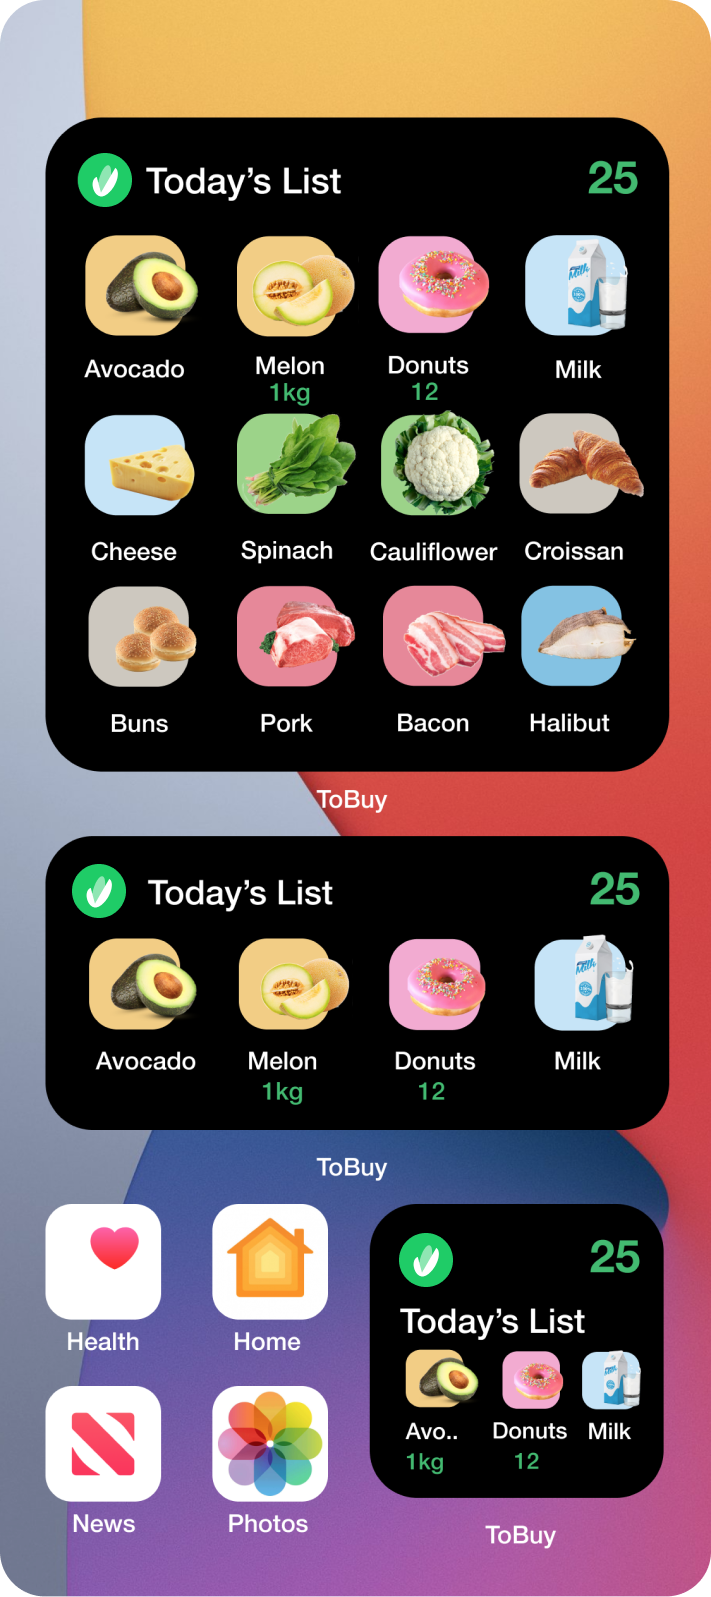 Today's List 25
Avocado Melon Donuts Milk
1kg 12
Cheese Spinach Cauliflower Croissan
Buns Pork Bacon Halibut
ToBuy
Today's List 25
Milk
Avocado Melon Donuts Milk
1kg 12
ToBuy
25
Today's List
Avo.. Donuts Milk
1kg 12
ToBuy
Health Home
News Photos